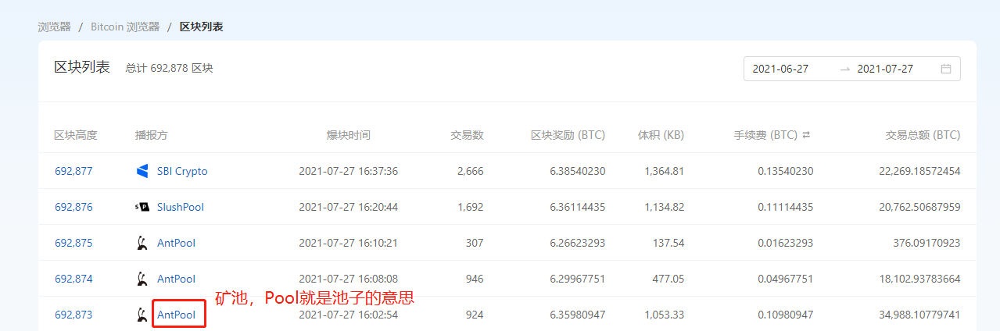 浏览器 / Bitcoin 浏览器 / 区块列表
区块列表 总计 692,878 区块 2021-06-27 → 2021-07-27
区块高度 播报方 爆块时间 交易数 区块奖励 (BTC) 体积 (KB) 手续费 (BTC) ⇄ 交易总额 (BTC)
692,877 SBI Crypto 2021-07-27 16:37:36 2,666 6.38540230 1,364.81 0.13540230 22,269.18572454
692,876 SlushPool 2021-07-27 16:20:44 1,692 6.36114435 1,134.82 0.11114435 20,762.50687959
692,875 AntPool 2021-07-27 16:10:21 307 6.26623293 137.54 0.01623293 376.09170923
692,874 AntPool 2021-07-27 16:08:08 946 6.29967751 477.05 0.04967751 18,102.93783664
矿池，Pool就是池子的意思
692,873 AntPool 2021-07-27 16:02:54 924 6.35980947 1,053.33 0.10980947 34,988.10779741